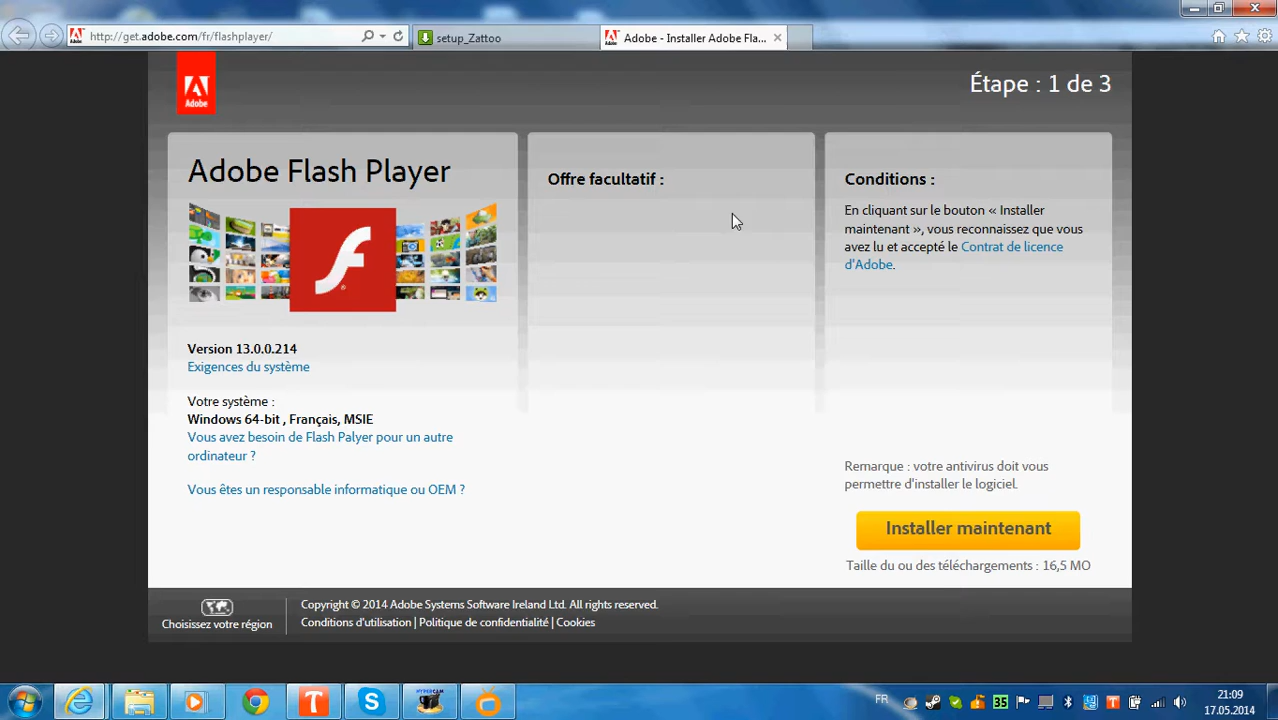 http://get.adobe.com/fr/flashplayer/
setup_Zattoo
Adobe - Installer Adobe Fla...
Adobe
Étape : 1 de 3
Adobe Flash Player
Version 13.0.0.214
Exigences du système
Votre système :
Windows 64-bit , Français, MSIE
Vous avez besoin de Flash Palyer pour un autre
ordinateur ?
Vous êtes un responsable informatique ou OEM ?
Offre facultatif :
Conditions :
En cliquant sur le bouton « Installer
maintenant », vous reconnaissez que vous
avez lu et accepté le Contrat de licence
d'Adobe.
Remarque : votre antivirus doit vous
permettre d'installer le logiciel.
Installer maintenant
Taille du ou des téléchargements : 16,5 MO
Choisissez votre région
Copyright © 2014 Adobe Systems Software Ireland Ltd. All rights reserved.
Conditions d'utilisation | Politique de confidentialité | Cookies
HYPERCAM
FR
35
21:09
17.05.2014